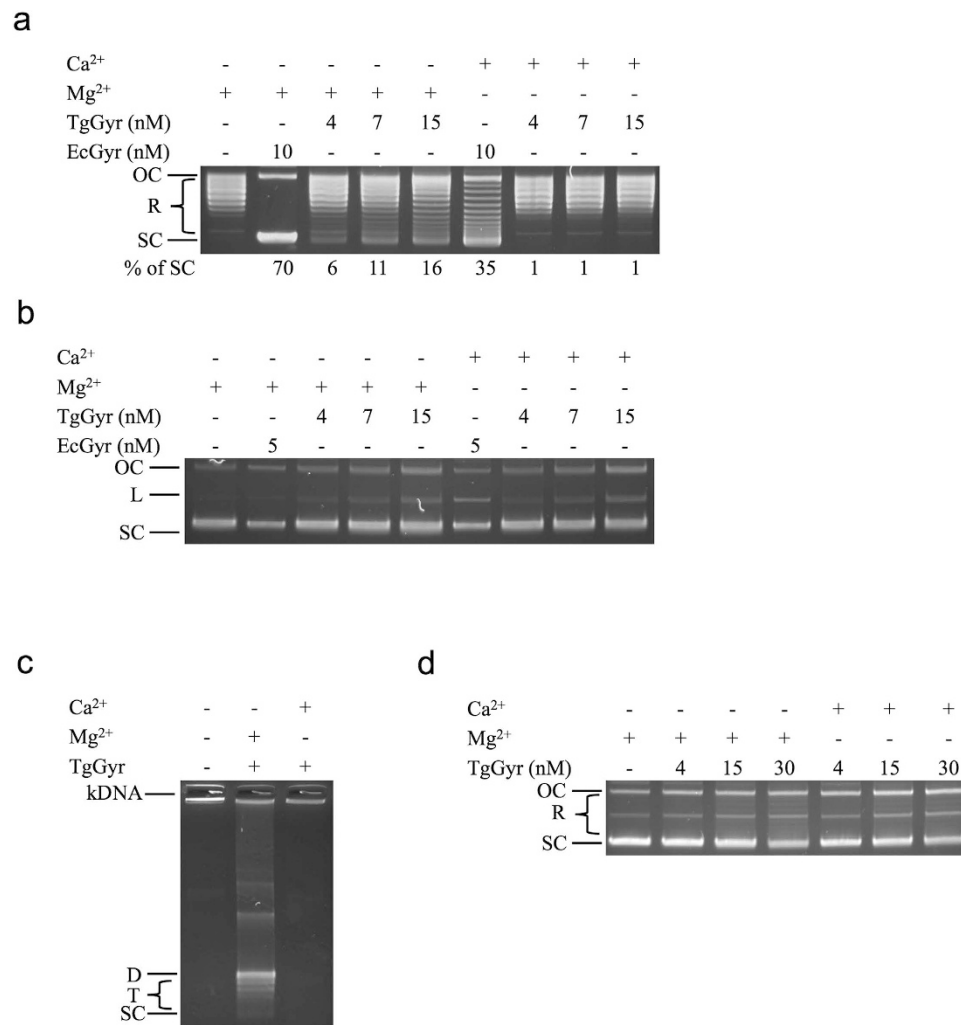 a
Ca²⁺ - - - - - + + + +
Mg²⁺ + + + + + - - - -
TgGyr (nM) - - 4 7 15 - 4 7 15
EcGyr (nM) - 10 - - - 10 - - -
OC
R
SC
% of SC 70 6 11 16 35 1 1 1
b
Ca²⁺ - - - - - + + + +
Mg²⁺ + + + + + - - - -
TgGyr (nM) - - 4 7 15 - 4 7 15
EcGyr (nM) - 5 - - - 5 - - -
OC
L
SC
c
Ca²⁺ - - +
Mg²⁺ - + -
TgGyr - + +
kDNA
D
T
SC
d
Ca²⁺ - - - - + + +
Mg²⁺ + + + + - - -
TgGyr (nM) - 4 15 30 4 15 30
OC
R
SC